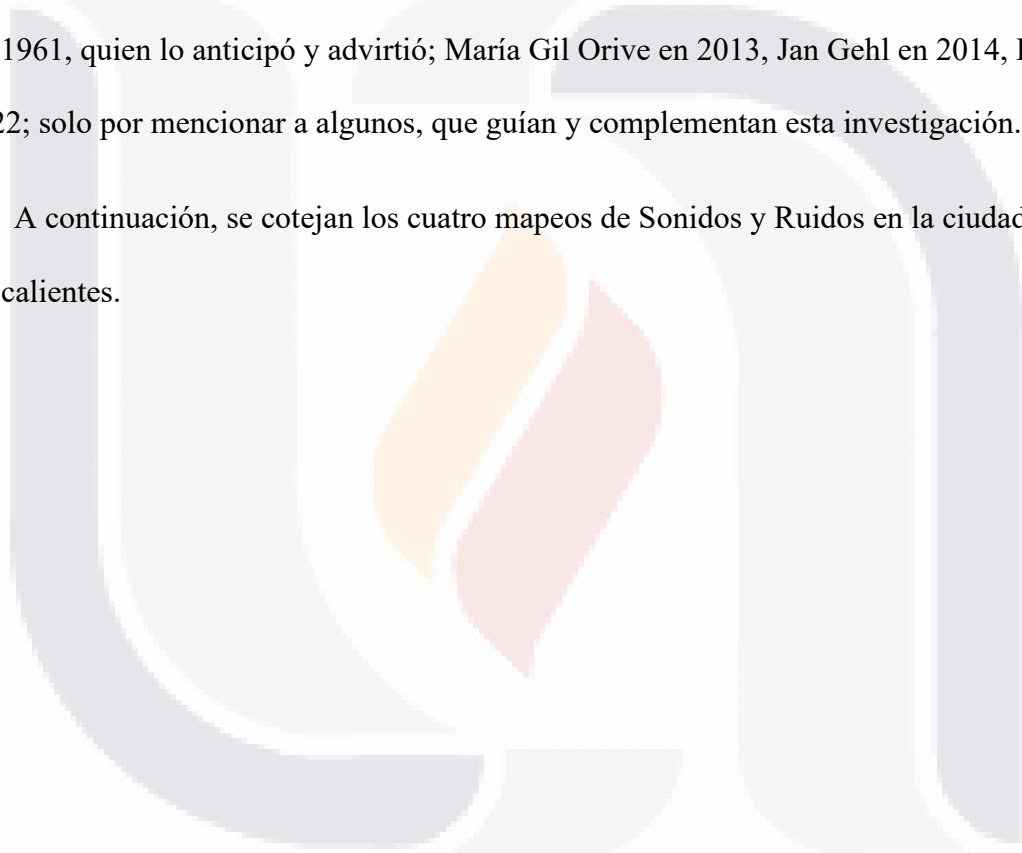 1961, quien lo anticipó y advirtió; María Gil Orive en 2013, Jan Gehl en 2014,
22; solo por mencionar a algunos, que guían y complementan esta investigación.
A continuación, se cotejan los cuatro mapeos de Sonidos y Ruidos en la ciudad
calientes.